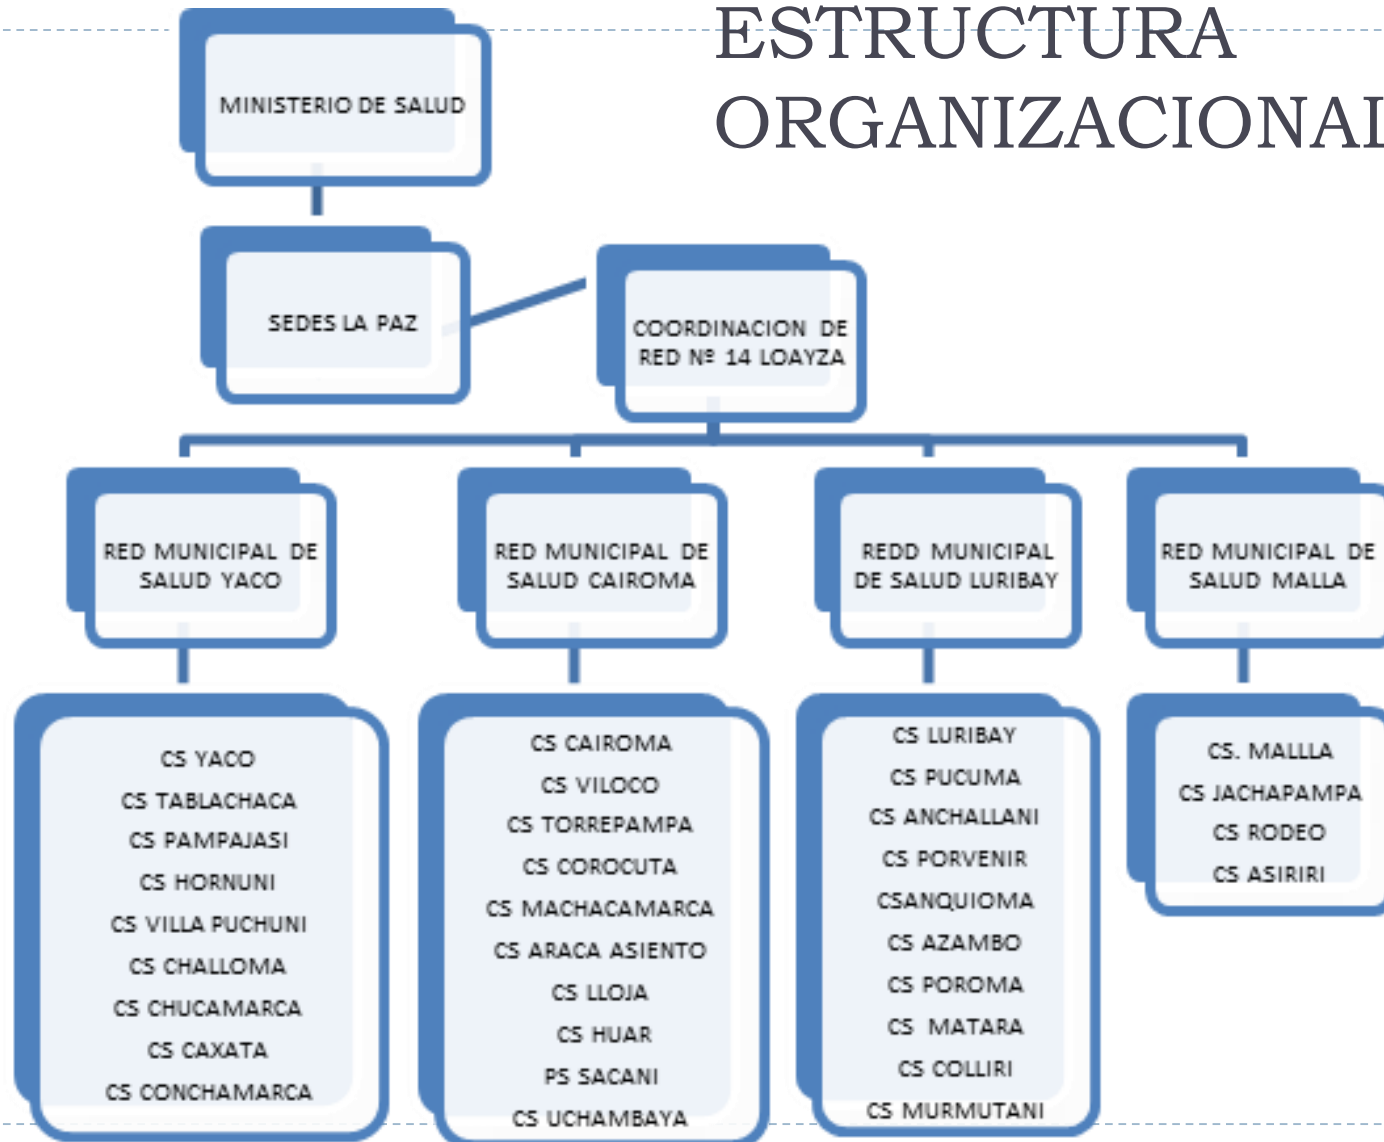 ESTRUCTURA
ORGANIZACIONAL
MINISTERIO DE SALUD
SEDES LA PAZ
COORDINACION DE
RED Nº 14 LOAYZA
RED MUNICIPAL DE
SALUD YACO
RED MUNICIPAL DE
SALUD CAIROMA
REDD MUNICIPAL
DE SALUD LURIBAY
RED MUNICIPAL DE
SALUD MALLA
CS YACO
CS TABLACHACA
CS PAMPAJASI
CS HORNUNI
CS VILLA PUCHUNI
CS CHALLOMA
CS CHUCAMARCA
CS CAXATA
CS CONCHAMARCA
CS CAIROMA
CS VILOCO
CS TORREPAMPA
CS COROCUTA
CS MACHACAMARCA
CS ARACA ASIENTO
CS LLOJA
CS HUAR
PS SACANI
CS UCHAMBAYA
CS LURIBAY
CS PUCUMA
CS ANCHALLANI
CS PORVENIR
CSANQUIOMA
CS AZAMBO
CS POROMA
CS MATARA
CS COLLIRI
CS MURMUTANI
CS. MALLLA
CS JACHAPAMPA
CS RODEO
CS ASIRIRI